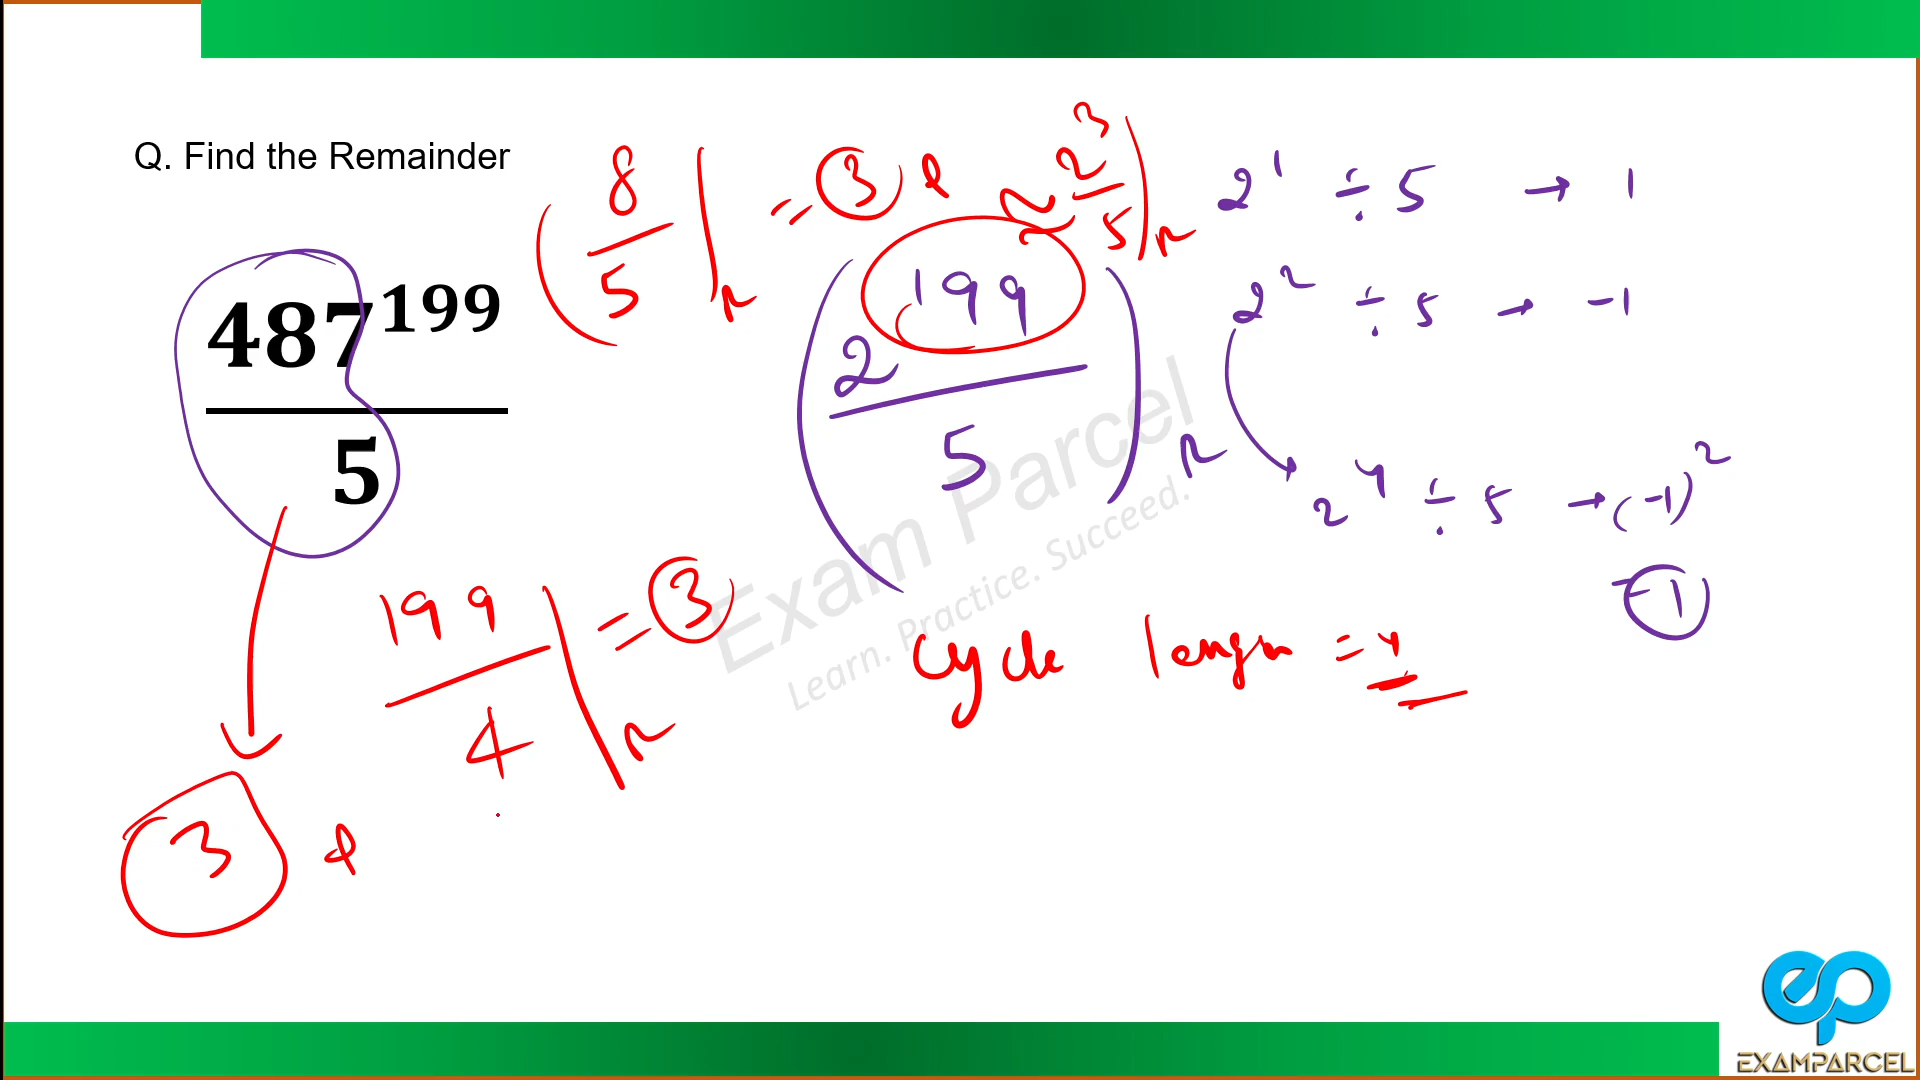 Q. Find the Remainder
487^199
5
(8/5)r = 3
≈ 2^3/5 r
(2^199/5)r
2^1 ÷ 5 → 1
2^2 ÷ 5 → -1
2^4 ÷ 5 → (-1)^2
= 1
199/4 r = 3
Cycle length = 4
3
Exam Parcel
Learn. Practice. Succeed.
ep
EXAMPARCEL